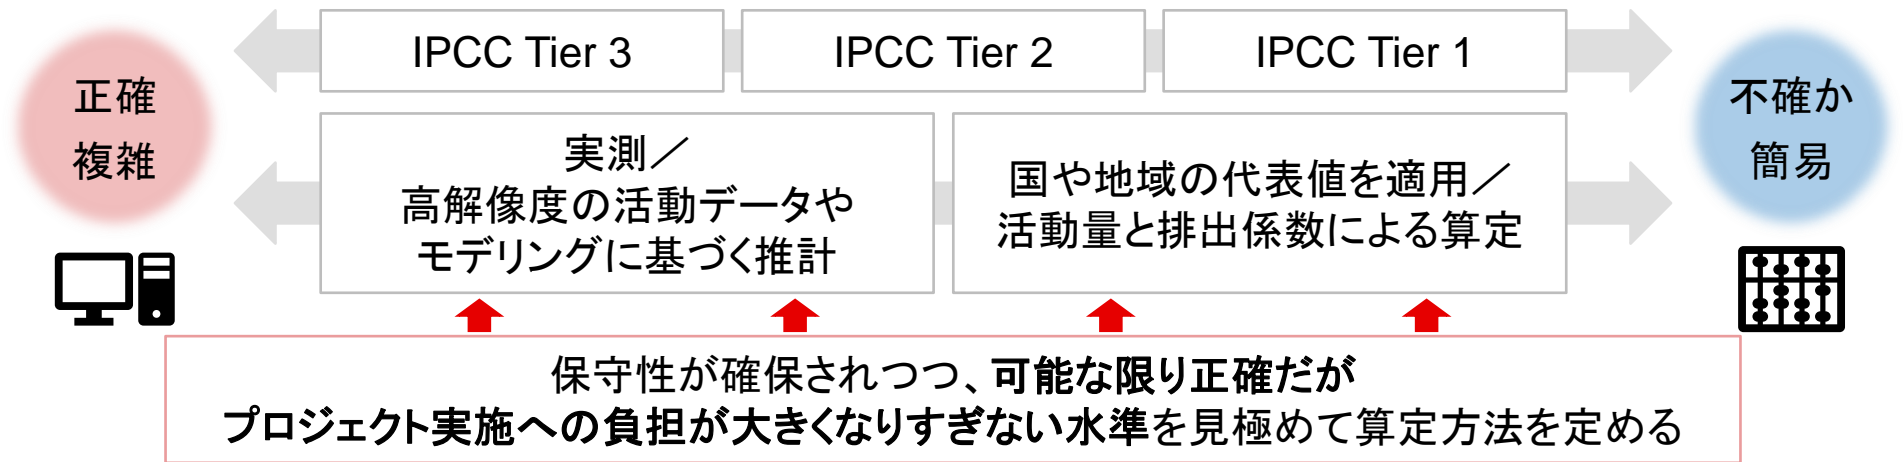 IPCC Tier 3
IPCC Tier 2
IPCC Tier 1
正確
複雑
不確か
簡易
実測／
高解像度の活動データや
モデリングに基づく推計
国や地域の代表値を適用／
活動量と排出係数による算定
保守性が確保されつつ、可能な限り正確だが
プロジェクト実施への負担が大きくなりすぎない水準を見極めて算定方法を定める